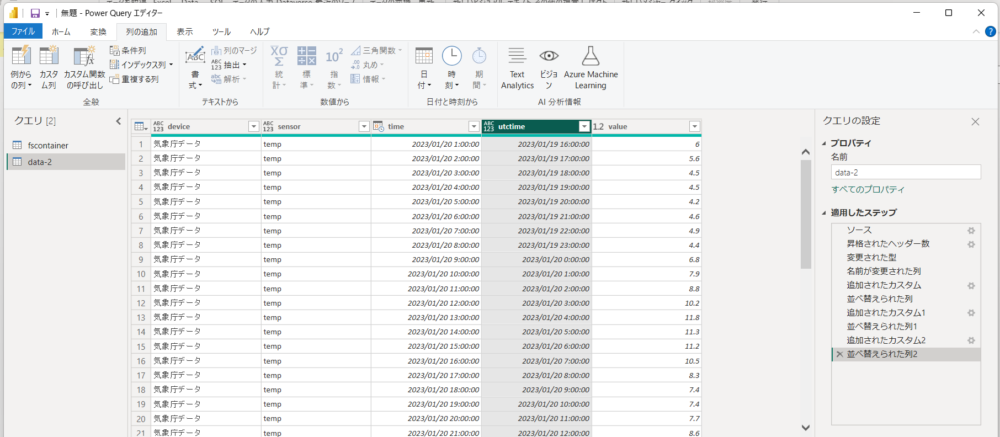 無題 - Power Query エディター
ファイル ホーム 変換 列の追加 表示 ツール ヘルプ
例から
の列
カスタ
ム列
カスタム関数
の呼び出し
条件列
インデックス列
重複する列
全般
書
式
列のマージ
抽出
解析
テキストから
統
計
標
準
指
数
三角関数
丸め
情報
数値から
日
付
時
刻
期
間
日付と時刻から
Text
Analytics
ビジョ
ン
Azure Machine
Learning
AI 分析情報
クエリ [2]
fscontainer
data-2
ABC 123 device ABC 123 sensor time ABC 123 utctime 1.2 value
1 気象庁データ temp 2023/01/20 1:00:00 2023/01/19 16:00:00 6
2 気象庁データ temp 2023/01/20 2:00:00 2023/01/19 17:00:00 5.6
3 気象庁データ temp 2023/01/20 3:00:00 2023/01/19 18:00:00 4.5
4 気象庁データ temp 2023/01/20 4:00:00 2023/01/19 19:00:00 4.5
5 気象庁データ temp 2023/01/20 5:00:00 2023/01/19 20:00:00 4.2
6 気象庁データ temp 2023/01/20 6:00:00 2023/01/19 21:00:00 4.6
7 気象庁データ temp 2023/01/20 7:00:00 2023/01/19 22:00:00 4.9
8 気象庁データ temp 2023/01/20 8:00:00 2023/01/19 23:00:00 4.4
9 気象庁データ temp 2023/01/20 9:00:00 2023/01/20 0:00:00 6.8
10 気象庁データ temp 2023/01/20 10:00:00 2023/01/20 1:00:00 7.9
11 気象庁データ temp 2023/01/20 11:00:00 2023/01/20 2:00:00 8.8
12 気象庁データ temp 2023/01/20 12:00:00 2023/01/20 3:00:00 10.2
13 気象庁データ temp 2023/01/20 13:00:00 2023/01/20 4:00:00 11.8
14 気象庁データ temp 2023/01/20 14:00:00 2023/01/20 5:00:00 11.3
15 気象庁データ temp 2023/01/20 15:00:00 2023/01/20 6:00:00 11.2
16 気象庁データ temp 2023/01/20 16:00:00 2023/01/20 7:00:00 10.5
17 気象庁データ temp 2023/01/20 17:00:00 2023/01/20 8:00:00 8.3
18 気象庁データ temp 2023/01/20 18:00:00 2023/01/20 9:00:00 7.4
19 気象庁データ temp 2023/01/20 19:00:00 2023/01/20 10:00:00 7.4
20 気象庁データ temp 2023/01/20 20:00:00 2023/01/20 11:00:00 7.7
21 気象庁データ temp 2023/01/20 21:00:00 2023/01/20 12:00:00 8.6
クエリの設定
プロパティ
名前
data-2
すべてのプロパティ
適用したステップ
ソース
昇格されたヘッダー数
変更された型
名前が変更された列
追加されたカスタム
並べ替えられた列
追加されたカスタム1
並べ替えられた列1
追加されたカスタム2
並べ替えられた列2